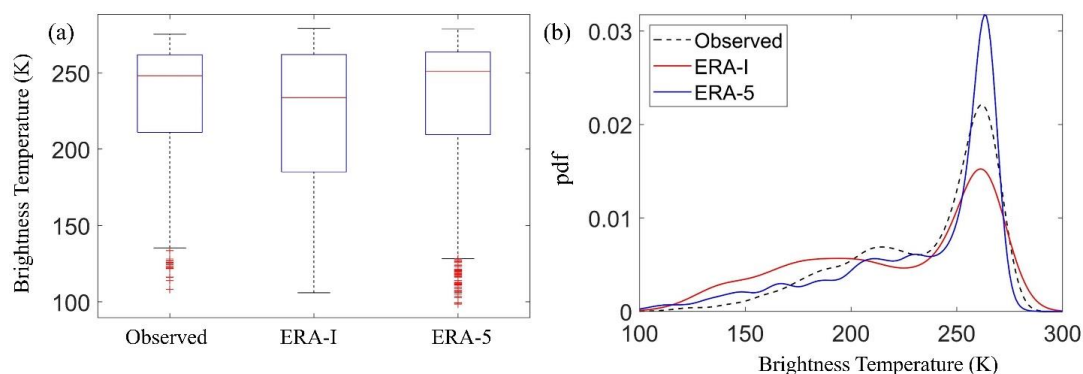 (a)
Brightness Temperature (K)
250
200
150
100
Observed
ERA-I
ERA-5
(b)
pdf
0.03
0.02
0.01
0
Observed
ERA-I
ERA-5
100
150
200
250
300
Brightness Temperature (K)